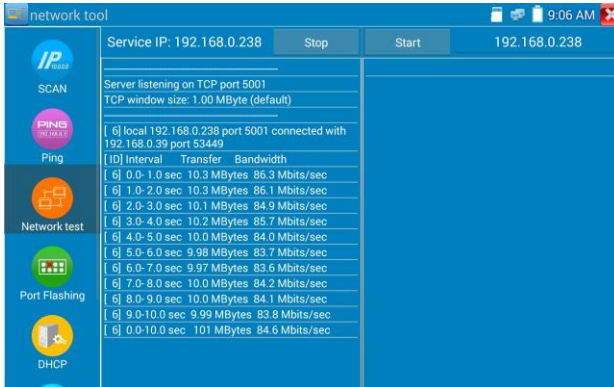 network tool
9:06 AM
Service IP: 192.168.0.238
Stop
Start
192.168.0.238
IP
SCAN
PING
Ping
Network test
Port Flashing
DHCP
Server listening on TCP port 5001
TCP window size: 1.00 MByte (default)
[ 6] local 192.168.0.238 port 5001 connected with
192.168.0.39 port 53449
[ ID] Interval Transfer Bandwidth
[ 6] 0.0- 1.0 sec 10.3 MBytes 86.3 Mbits/sec
[ 6] 1.0- 2.0 sec 10.3 MBytes 86.1 Mbits/sec
[ 6] 2.0- 3.0 sec 10.1 MBytes 84.9 Mbits/sec
[ 6] 3.0- 4.0 sec 10.2 MBytes 85.7 Mbits/sec
[ 6] 4.0- 5.0 sec 10.0 MBytes 84.0 Mbits/sec
[ 6] 5.0- 6.0 sec 9.98 MBytes 83.7 Mbits/sec
[ 6] 6.0- 7.0 sec 9.97 MBytes 83.6 Mbits/sec
[ 6] 7.0- 8.0 sec 10.0 MBytes 84.2 Mbits/sec
[ 6] 8.0- 9.0 sec 10.0 MBytes 84.1 Mbits/sec
[ 6] 9.0-10.0 sec 9.99 MBytes 83.8 Mbits/sec
[ 6] 0.0-10.0 sec 101 MBytes 84.6 Mbits/sec